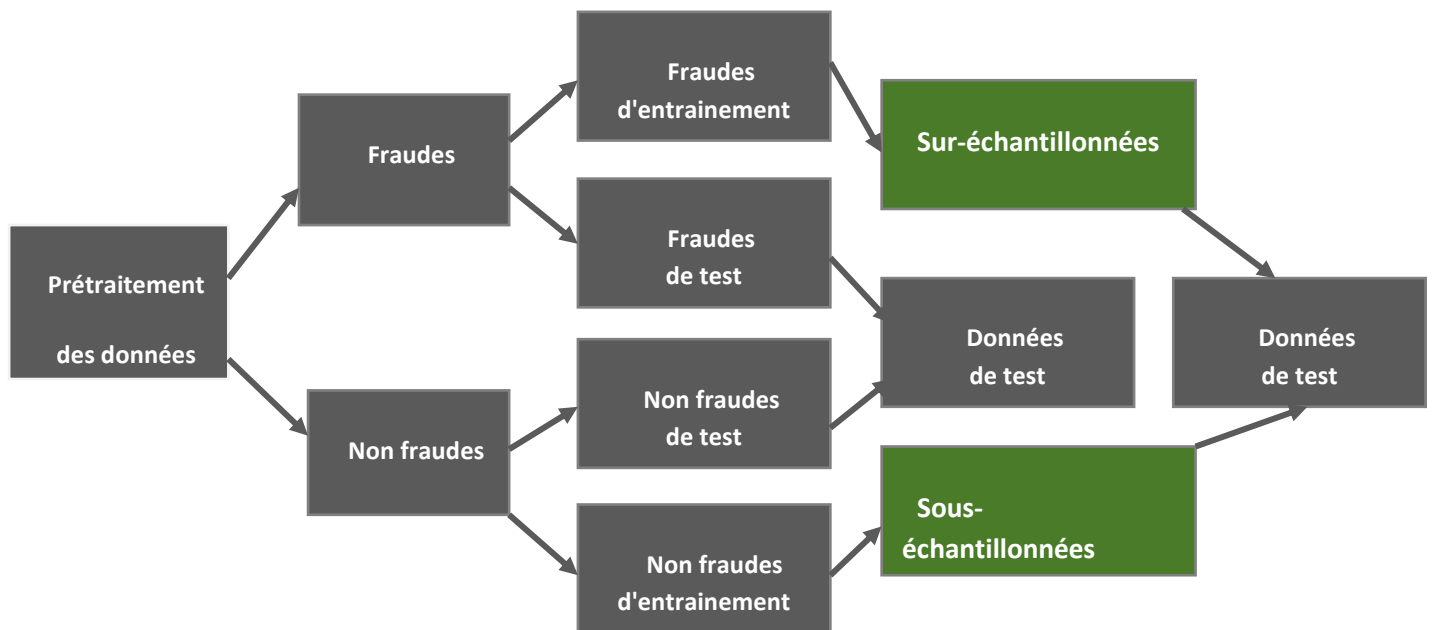 Prétraitement
des données
Fraudes
Non fraudes
Fraudes
d'entrainement
Fraudes
de test
Non fraudes
de test
Non fraudes
d'entrainement
Sur-échantillonnées
Données
de test
Sous-
échantillonnées
Données
de test